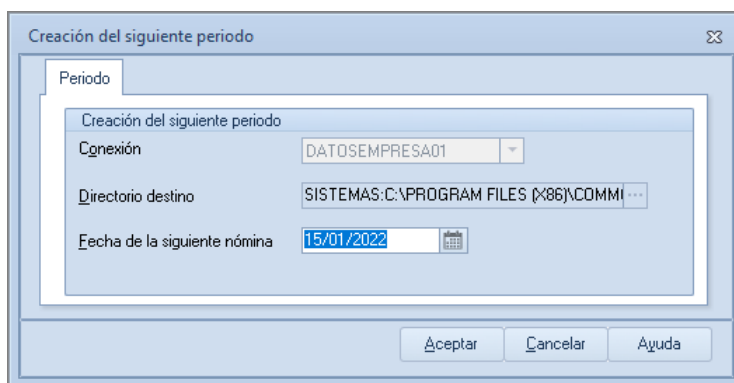 Creación del siguiente periodo
Periodo
Creación del siguiente periodo
Conexión
DATOSEMPRESA01
Directorio destino
SISTEMAS:C:\PROGRAM FILES (X86)\COMM
Fecha de la siguiente nómina
15/01/2022
Aceptar
Cancelar
Ayuda